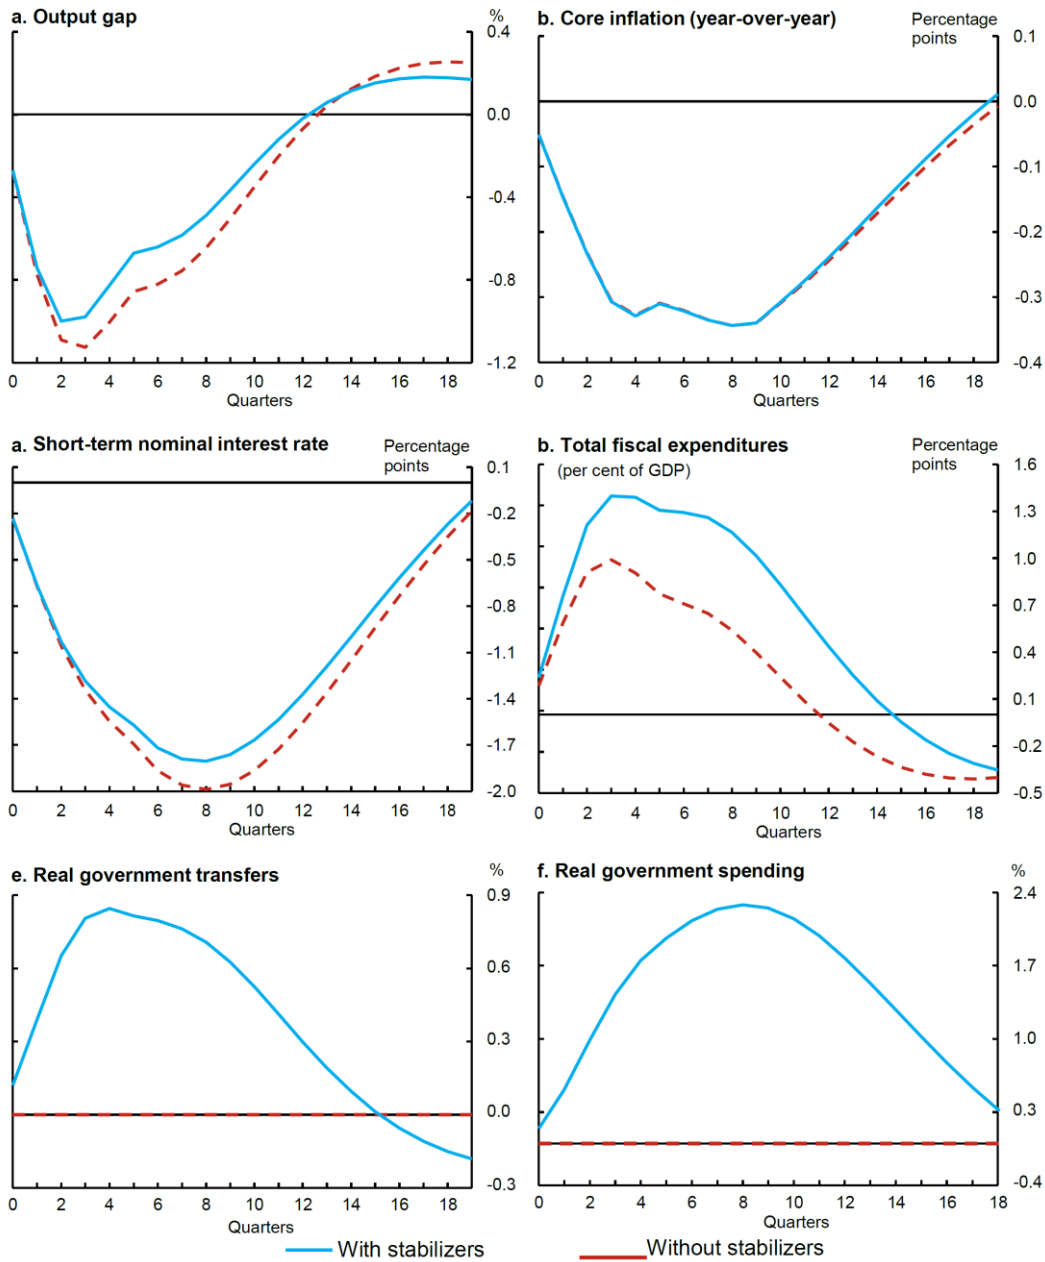 a. Output gap
%
0.4
0.0
-0.4
-0.8
-1.2
0 2 4 6 8 10 12 14 16 18
Quarters
b. Core inflation (year-over-year)
Percentage
points
0.1
0.0
-0.1
-0.2
-0.3
-0.4
0 2 4 6 8 10 12 14 16 18
Quarters
a. Short-term nominal interest rate
Percentage
points
0.1
-0.2
-0.5
-0.8
-1.1
-1.4
-1.7
-2.0
0 2 4 6 8 10 12 14 16 18
Quarters
b. Total fiscal expenditures
(per cent of GDP)
Percentage
points
1.6
1.3
1.0
0.7
0.4
0.1
-0.2
-0.5
0 2 4 6 8 10 12 14 16 18
Quarters
e. Real government transfers
%
0.9
0.6
0.3
0.0
-0.3
0 2 4 6 8 10 12 14 16 18
Quarters
f. Real government spending
%
2.4
1.7
1.0
0.3
-0.4
0 2 4 6 8 10 12 14 16 18
Quarters
With stabilizers
Without stabilizers